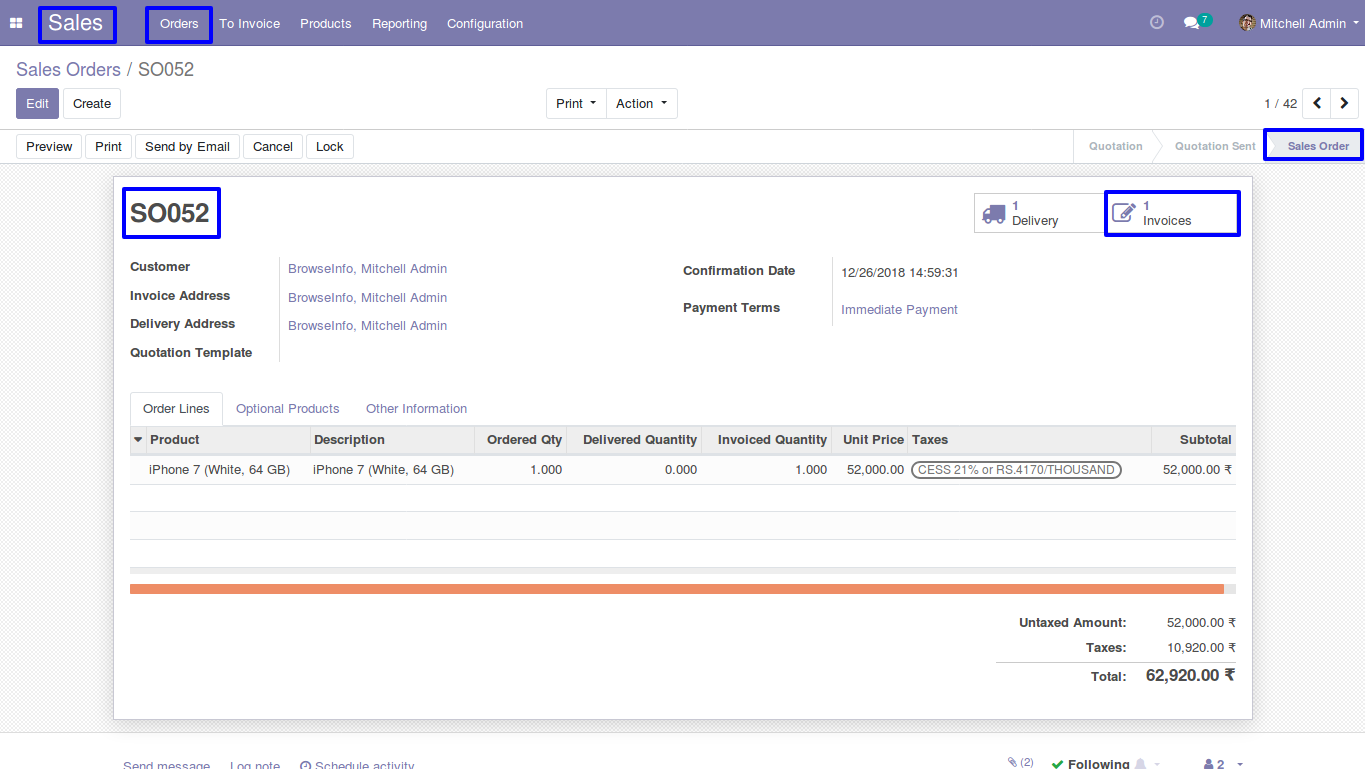 Sales Orders To Invoice Products Reporting Configuration 7 Mitchell Admin
Sales Orders / SO052
Edit Create Print Action 1 / 42
Preview Print Send by Email Cancel Lock Quotation Quotation Sent Sales Order
SO052
1
Delivery
1
Invoices
Customer BrowseInfo, Mitchell Admin
Invoice Address BrowseInfo, Mitchell Admin
Delivery Address BrowseInfo, Mitchell Admin
Quotation Template
Confirmation Date 12/26/2018 14:59:31
Payment Terms Immediate Payment
Order Lines Optional Products Other Information
Product Description Ordered Qty Delivered Quantity Invoiced Quantity Unit Price Taxes Subtotal
iPhone 7 (White, 64 GB) iPhone 7 (White, 64 GB) 1.000 0.000 1.000 52,000.00 CESS 21% or RS.4170/THOUSAND 52,000.00 ₹
Untaxed Amount: 52,000.00 ₹
Taxes: 10,920.00 ₹
Total: 62,920.00 ₹
Send message Log note Schedule activity (2) Following 2